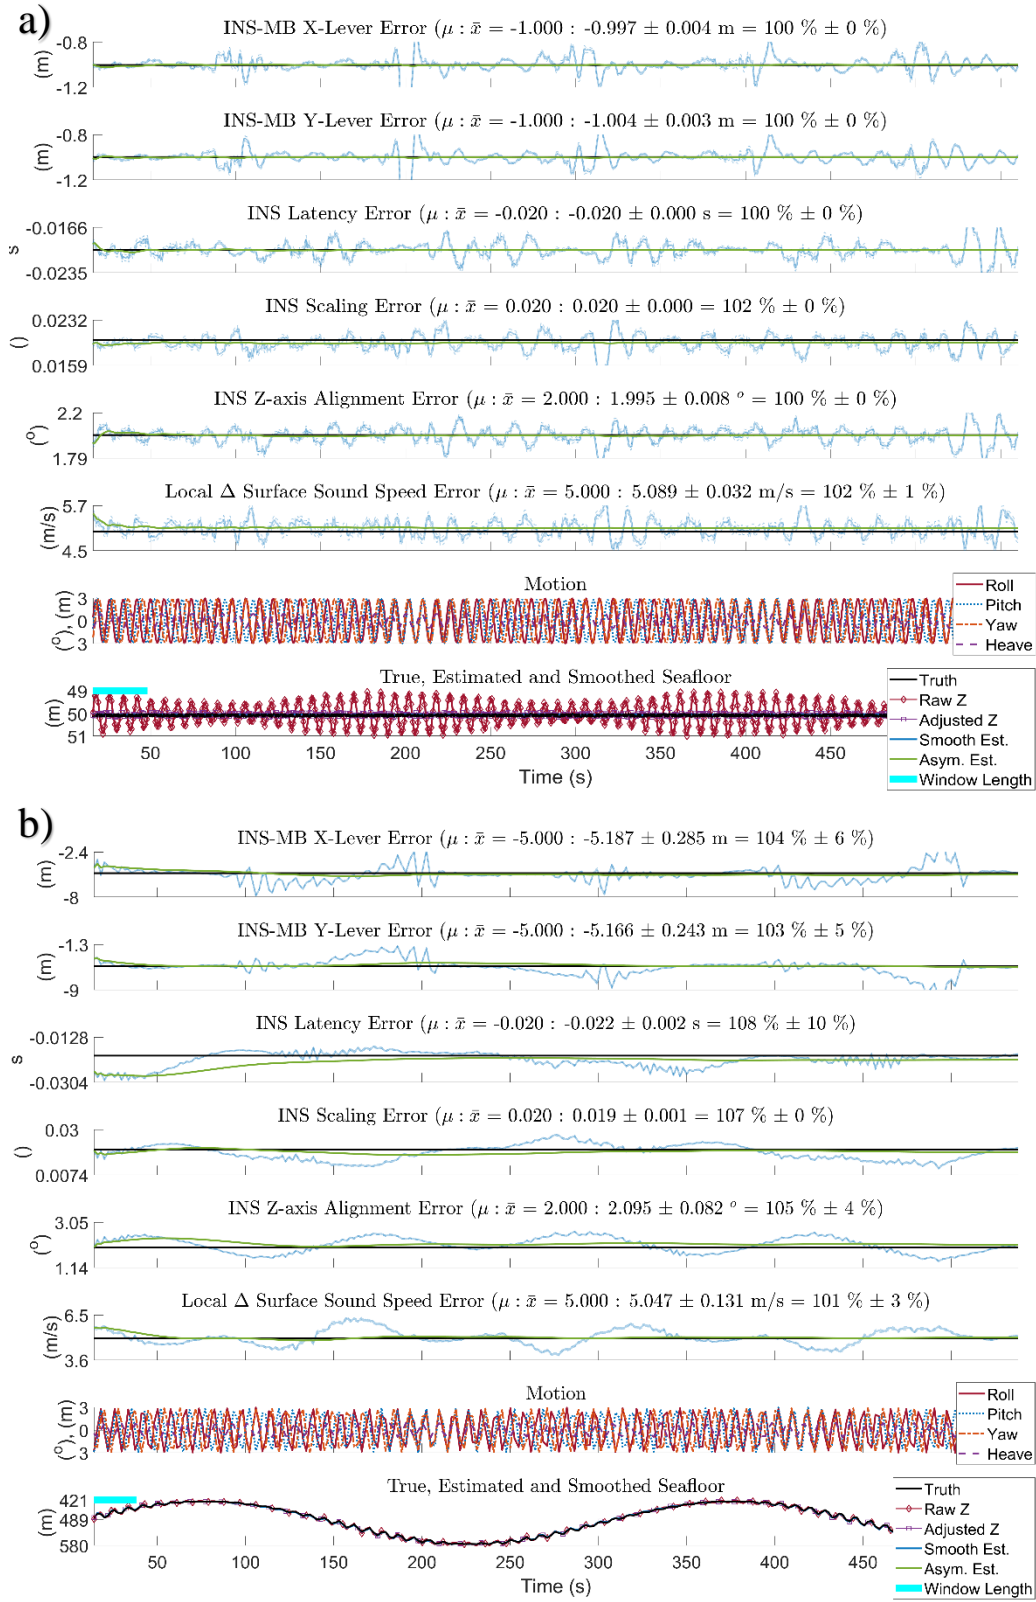 a)
INS-MB X-Lever Error (μ : x̄ = -1.000 : -0.997 ± 0.004 m = 100 % ± 0 %)
-0.8
(m)
-1.2
INS-MB Y-Lever Error (μ : x̄ = -1.000 : -1.004 ± 0.003 m = 100 % ± 0 %)
-0.8
(m)
-1.2
INS Latency Error (μ : x̄ = -0.020 : -0.020 ± 0.000 s = 100 % ± 0 %)
-0.0166
s
-0.0235
50 100 150 200 250 300 350 400 450 500
INS Scaling Error (μ : x̄ = 0.020 : 0.020 ± 0.000 = 102 % ± 0 %)
0.0232
()
0.0159
INS Z-axis Alignment Error (μ : x̄ = 2.000 : 1.995 ± 0.008 ° = 100 % ± 0 %)
2.2
(°)
1.79
Local Δ Surface Sound Speed Error (μ : x̄ = 5.000 : 5.089 ± 0.032 m/s = 102 % ± 1 %)
5.7
(m/s)
4.5
Motion
3
0
3
(°), (m)
Roll
Pitch
Yaw
Heave
True, Estimated and Smoothed Seafloor
49
50
51
(m)
50 100 150 200 250 300 350 400 450
Time (s)
Truth
Raw Z
Adjusted Z
Smooth Est.
Asym. Est.
Window Length
b)
INS-MB X-Lever Error (μ : x̄ = -5.000 : -5.187 ± 0.285 m = 104 % ± 6 %)
-2.4
(m)
-8
INS-MB Y-Lever Error (μ : x̄ = -5.000 : -5.166 ± 0.243 m = 103 % ± 5 %)
-1.3
(m)
-9
INS Latency Error (μ : x̄ = -0.020 : -0.022 ± 0.002 s = 108 % ± 10 %)
-0.0128
s
-0.0304
INS Scaling Error (μ : x̄ = 0.020 : 0.019 ± 0.001 = 107 % ± 0 %)
0.03
()
0.0074
INS Z-axis Alignment Error (μ : x̄ = 2.000 : 2.095 ± 0.082 ° = 105 % ± 4 %)
3.05
(°)
1.14
Local Δ Surface Sound Speed Error (μ : x̄ = 5.000 : 5.047 ± 0.131 m/s = 101 % ± 3 %)
6.5
(m/s)
3.6
Motion
3
0
3
(°), (m)
Roll
Pitch
Yaw
Heave
True, Estimated and Smoothed Seafloor
421
489
580
(m)
50 100 150 200 250 300 350 400 450
Time (s)
Truth
Raw Z
Adjusted Z
Smooth Est.
Asym. Est.
Window Length